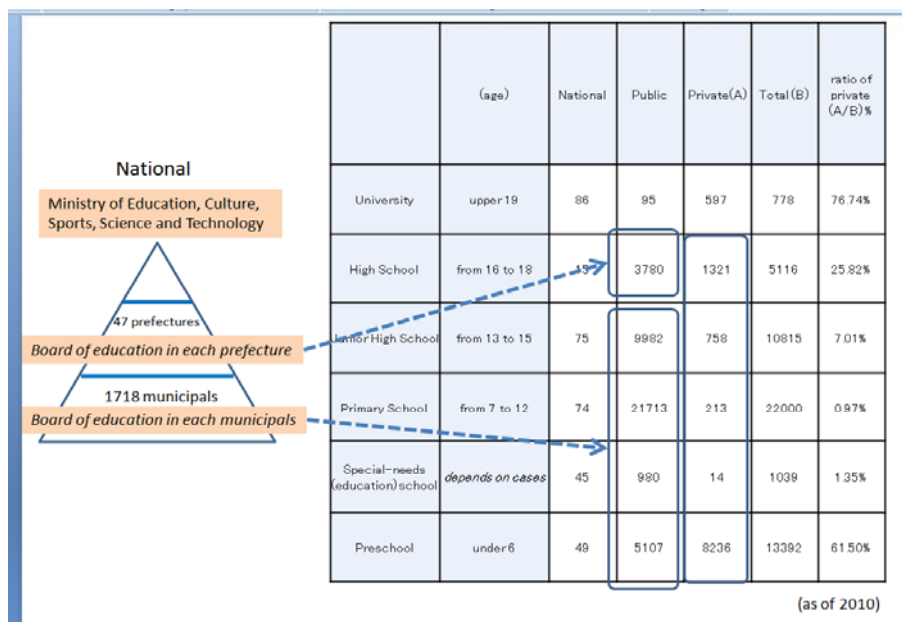 National
Ministry of Education, Culture,
Sports, Science and Technology
47 prefectures
Board of education in each prefecture
1718 municipals
Board of education in each municipals
(age) National Public Private(A) Total(B) ratio of private (A/B)%
University upper 19 86 95 597 778 76.74%
High School from 16 to 18 15 3780 1321 5116 25.82%
Junior High School from 13 to 15 75 9982 758 10815 7.01%
Primary School from 7 to 12 74 21713 213 22000 0.97%
Special-needs (education) school depends on cases 45 980 14 1039 1.35%
Preschool under 6 49 5107 8236 13392 61.50%
(as of 2010)